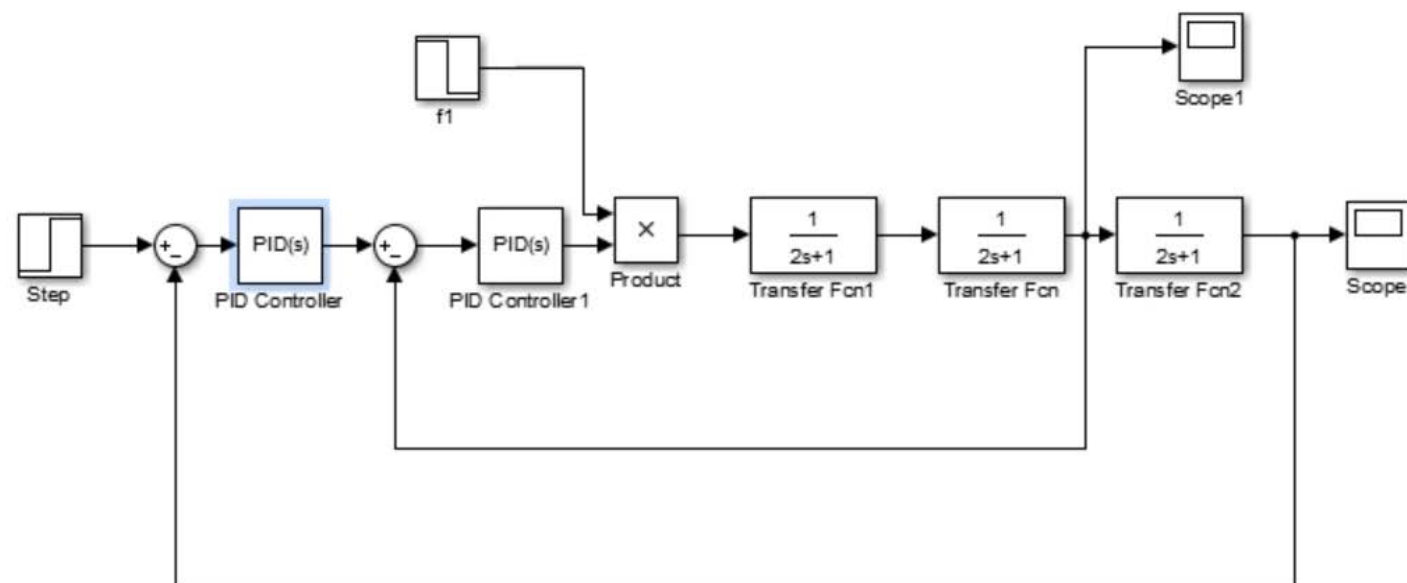 Scope1
f1
+
−
PID(s)
+
−
PID(s)
×
1
2s+1
1
2s+1
1
2s+1
Step
PID Controller
PID Controller1
Product
Transfer Fcn1
Transfer Fcn
Transfer Fcn2
Scope